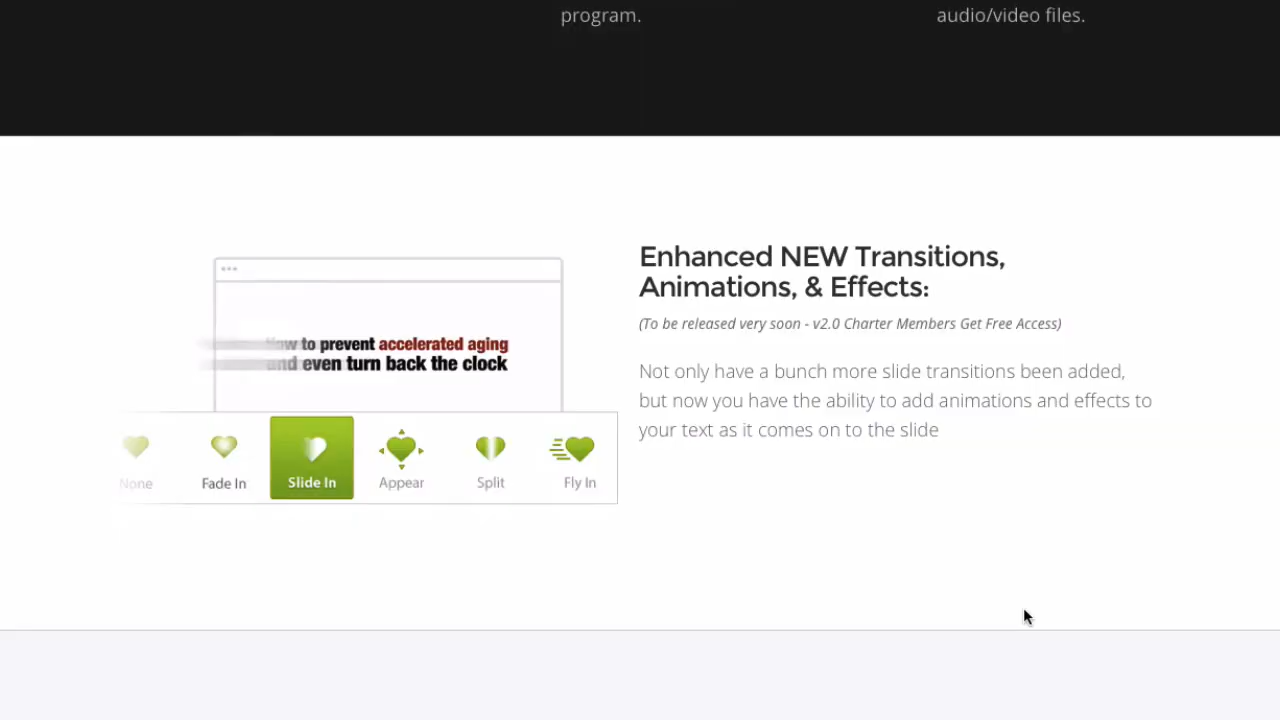 program.
audio/video files.
How to prevent accelerated aging
and even turn back the clock
None
Fade In
Slide In
Appear
Split
Fly In
Enhanced NEW Transitions,
Animations, & Effects:
(To be released very soon - v2.0 Charter Members Get Free Access)
Not only have a bunch more slide transitions been added,
but now you have the ability to add animations and effects to
your text as it comes on to the slide